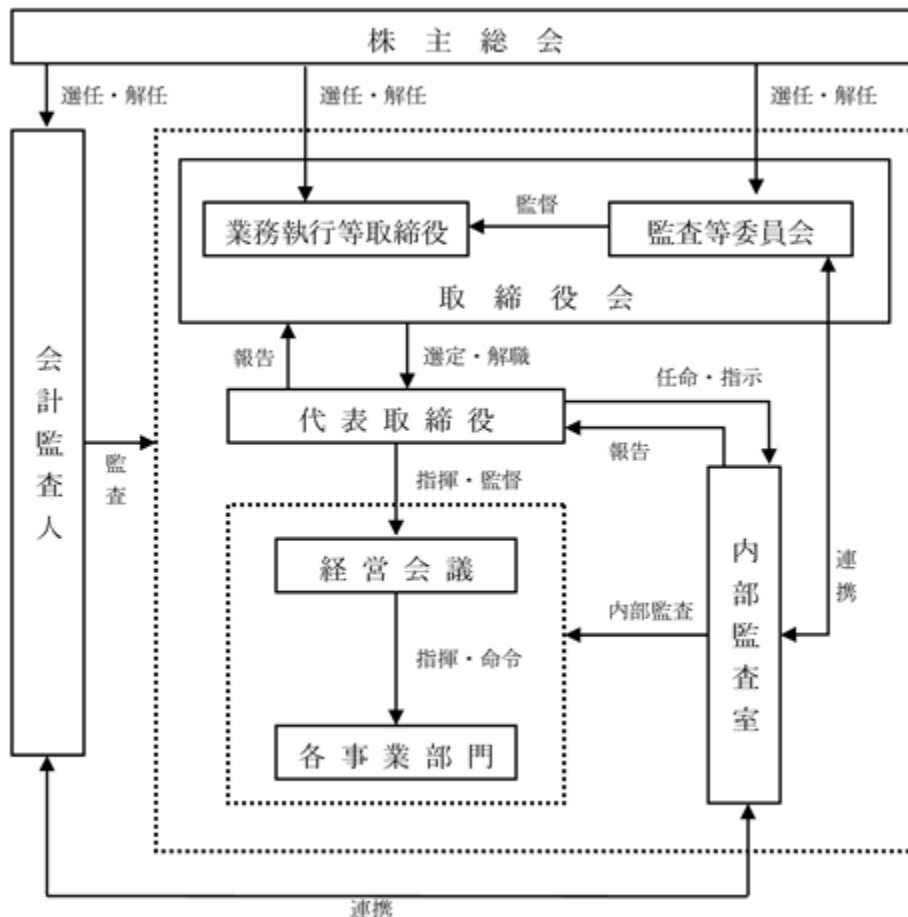 株主総会
選任・解任
選任・解任
選任・解任
業務執行等取締役
監督
監査等委員会
取締役会
報告
選定・解職
任命・指示
代表取締役
報告
会計監査人
監査
指揮・監督
経営会議
内部監査室
連携
内部監査
指揮・命令
各事業部門
連携